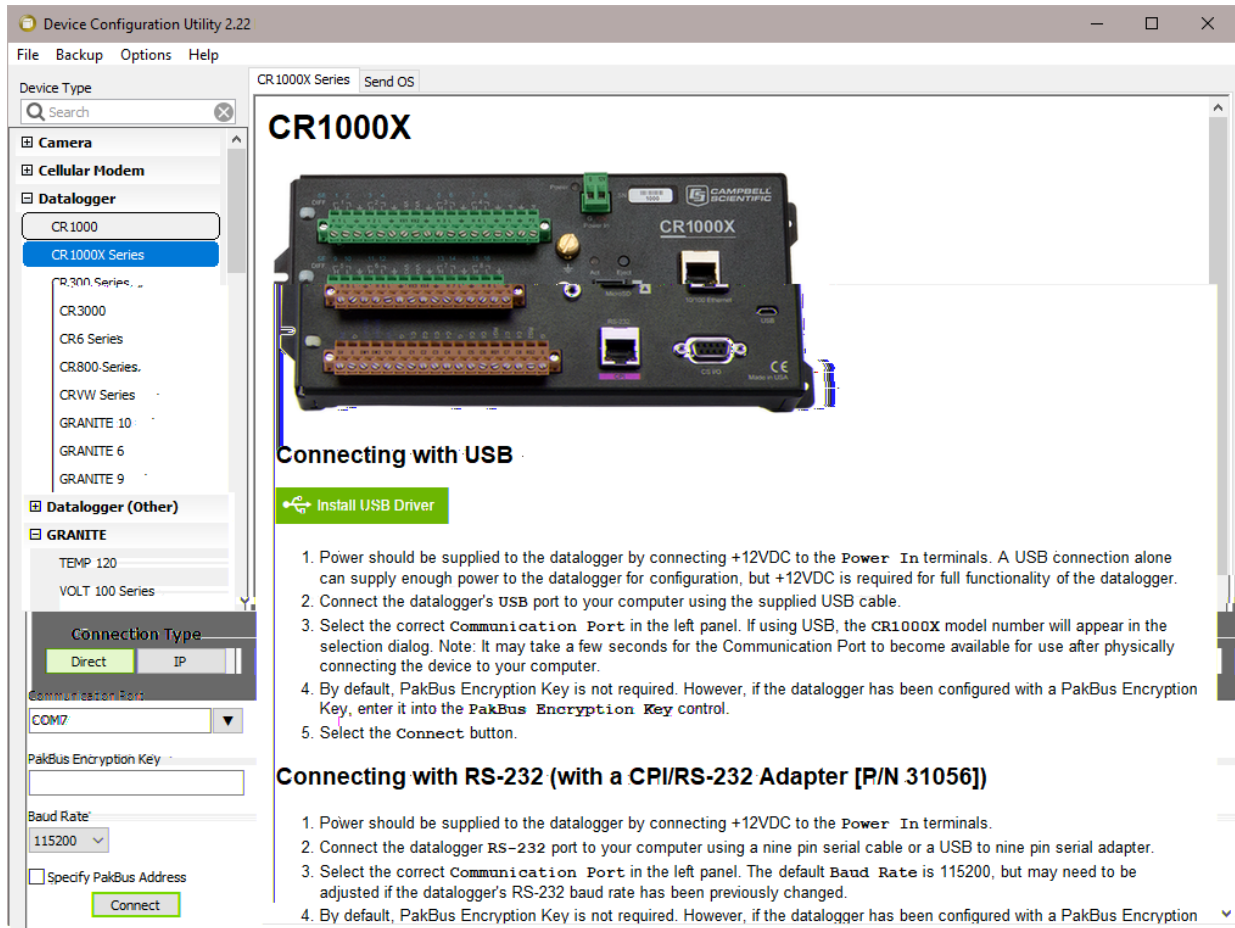 Device Configuration Utility 2.22
File Backup Options Help
Device Type
Search
Camera
Cellular Modem
Datalogger
CR1000
CR1000X Series
CR300 Series
CR3000
CR6 Series
CR800 Series
CRVW Series
GRANITE 10
GRANITE 6
GRANITE 9
Datalogger (Other)
GRANITE
TEMP 120
VOLT 100 Series
Connection Type
Direct IP
Communication Port
COM7
PakBus Encryption Key
Baud Rate
115200
Specify PakBus Address
Connect
CR1000X Series Send OS
CR1000X
CAMPBELL
SCIENTIFIC
CR1000X
Power In
MicroSD
10/100 Ethernet
RS-232
USB
CPI
CS I/O
CE
Made in USA
Connecting with USB
Install USB Driver
1. Power should be supplied to the datalogger by connecting +12VDC to the Power In terminals. A USB connection alone
can supply enough power to the datalogger for configuration, but +12VDC is required for full functionality of the datalogger.
2. Connect the datalogger's USB port to your computer using the supplied USB cable.
3. Select the correct Communication Port in the left panel. If using USB, the CR1000X model number will appear in the
selection dialog. Note: It may take a few seconds for the Communication Port to become available for use after physically
connecting the device to your computer.
4. By default, PakBus Encryption Key is not required. However, if the datalogger has been configured with a PakBus Encryption
Key, enter it into the PakBus Encryption Key control.
5. Select the Connect button.
Connecting with RS-232 (with a CPI/RS-232 Adapter [P/N 31056])
1. Power should be supplied to the datalogger by connecting +12VDC to the Power In terminals.
2. Connect the datalogger RS-232 port to your computer using a nine pin serial cable or a USB to nine pin serial adapter.
3. Select the correct Communication Port in the left panel. The default Baud Rate is 115200, but may need to be
adjusted if the datalogger's RS-232 baud rate has been previously changed.
4. By default, PakBus Encryption Key is not required. However, if the datalogger has been configured with a PakBus Encryption